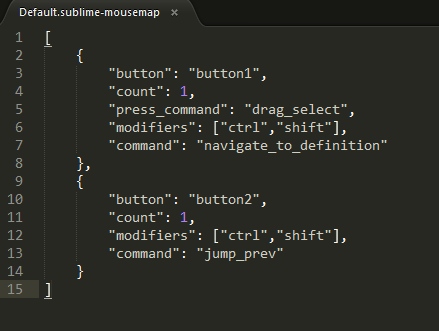 Default.sublime-mousemap ×
1 [
2     {
3         "button": "button1",
4         "count": 1,
5         "press_command": "drag_select",
6         "modifiers": ["ctrl","shift"],
7         "command": "navigate_to_definition"
8     },
9     {
10         "button": "button2",
11         "count": 1,
12         "modifiers": ["ctrl","shift"],
13         "command": "jump_prev"
14     }
15 ]